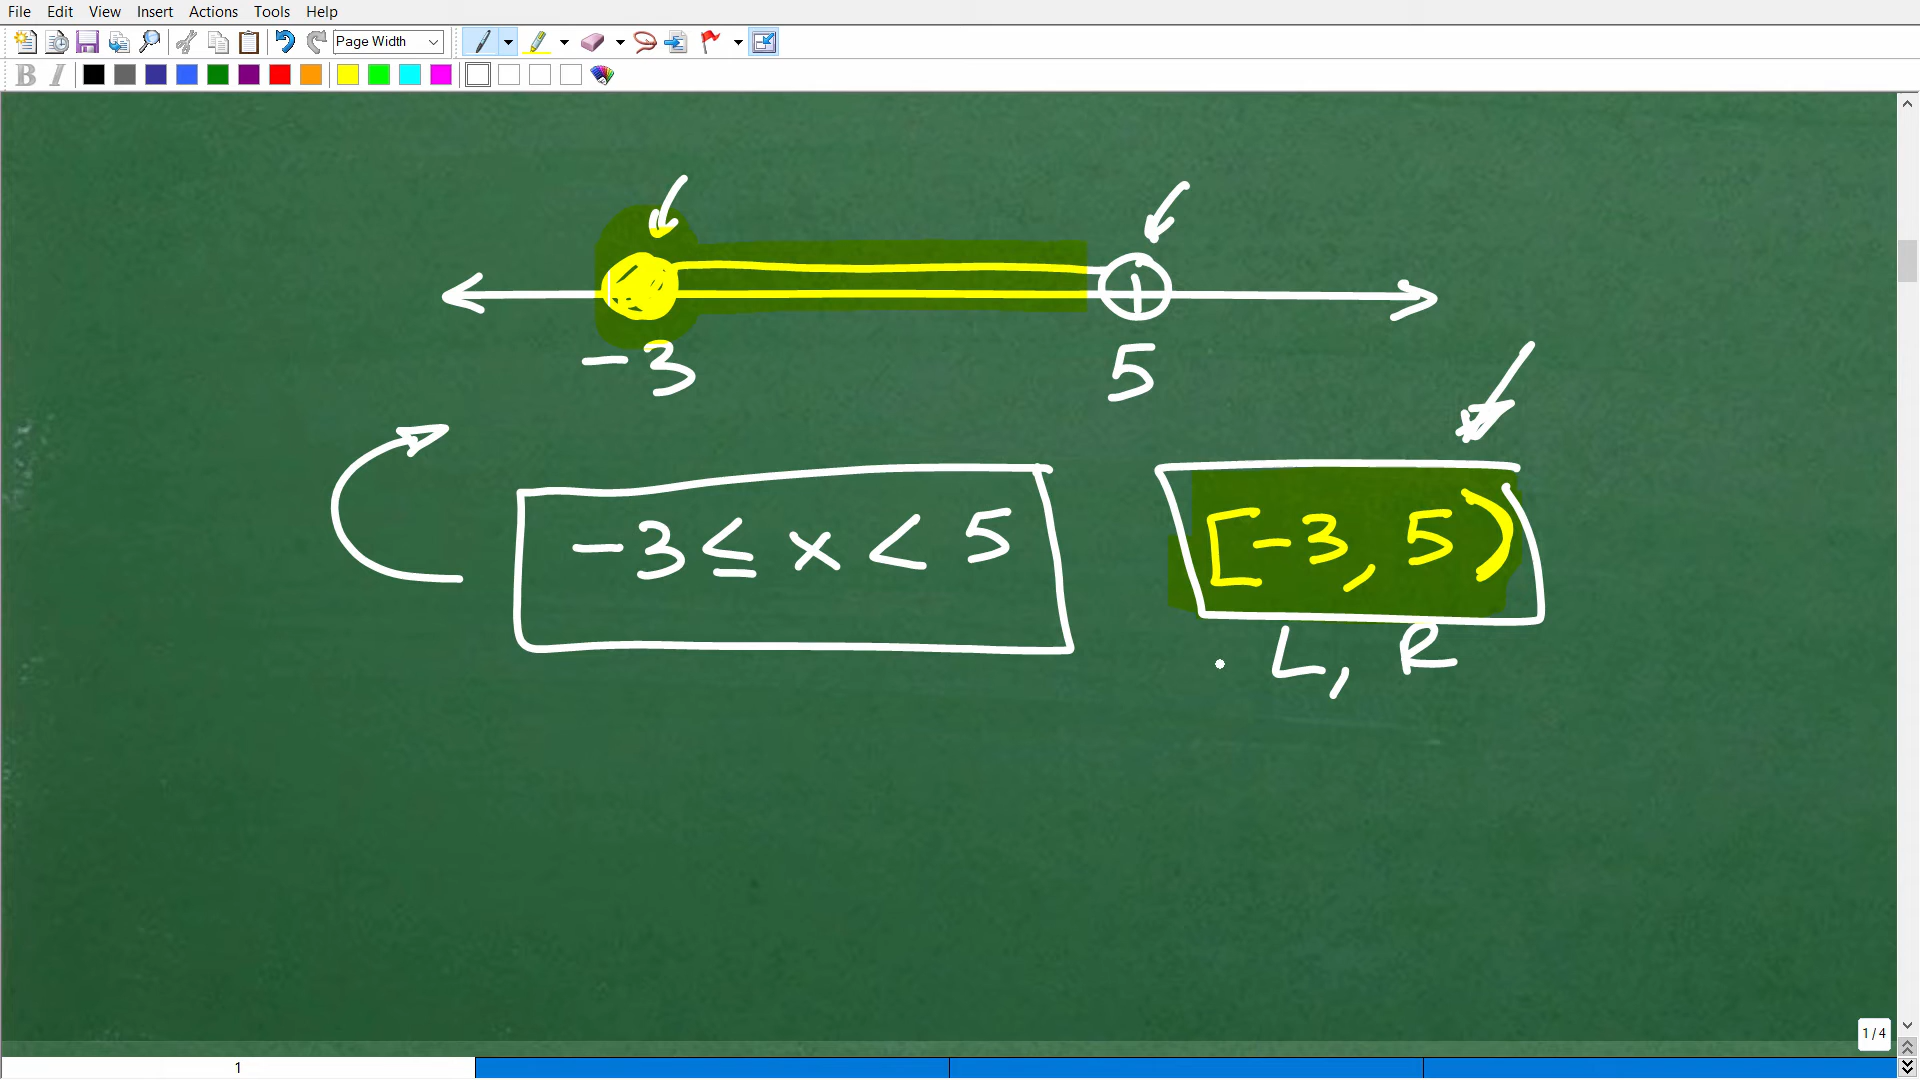 File Edit View Insert Actions Tools Help
Page Width
B I
-3 5
-3 ≤ x < 5 [-3, 5)
L, R
1 / 4
1